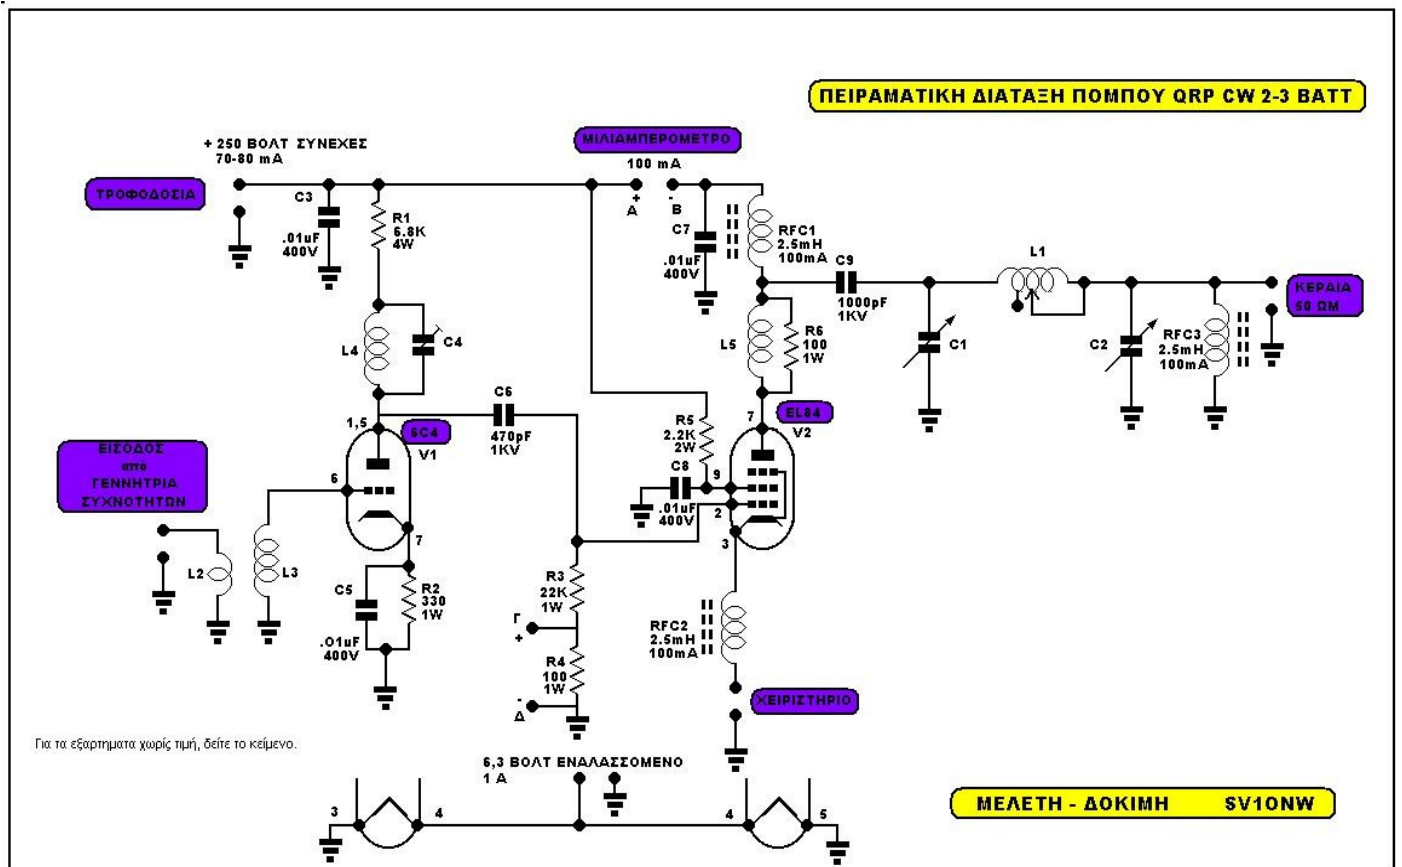 ΠΕΙΡΑΜΑΤΙΚΗ ΔΙΑΤΑΞΗ ΠΟΜΠΟΥ QRP CW 2-3 ΒΑΤΤ
+ 250 ΒΟΛΤ ΣΥΝΕΧΕΣ
70-80 mA
ΤΡΟΦΟΔΟΣΙΑ
ΜΙΛΙΑΜΠΕΡΟΜΕΤΡΟ
100 mA
+
A
-
B
C3
.01uF
400V
R1
6.8K
4W
C7
.01uF
400V
RFC1
2.5mH
100mA
C9
1000pF
1KV
L1
ΚΕΡΑΙΑ
50 ΩΜ
L4
C4
L5
R6
100
1W
C1
C2
RFC3
2.5mH
100mA
C6
470pF
1KV
1,5
6C4
V1
R5
2.2K
2W
7
EL84
V2
ΕΙΣΟΔΟΣ
από
ΓΕΝΝΗΤΡΙΑ
ΣΥΧΝΟΤΗΤΩΝ
6
7
C8
.01uF
400V
9
2
3
L2
L3
C5
.O1uF
400V
R2
330
1W
R3
22K
1W
Γ
+
R4
100
1W
-
Δ
RFC2
2.5mH
100mA
ΧΕΙΡΙΣΤΗΡΙΟ
Για τα εξαρτηματα χωρίς τιμή, δείτε το κείμενο.
6,3 ΒΟΛΤ ΕΝΑΛΑΣΣΟΜΕΝΟ
1 A
3
4
4
5
ΜΕΛΕΤΗ - ΔΟΚΙΜΗ SV1ONW